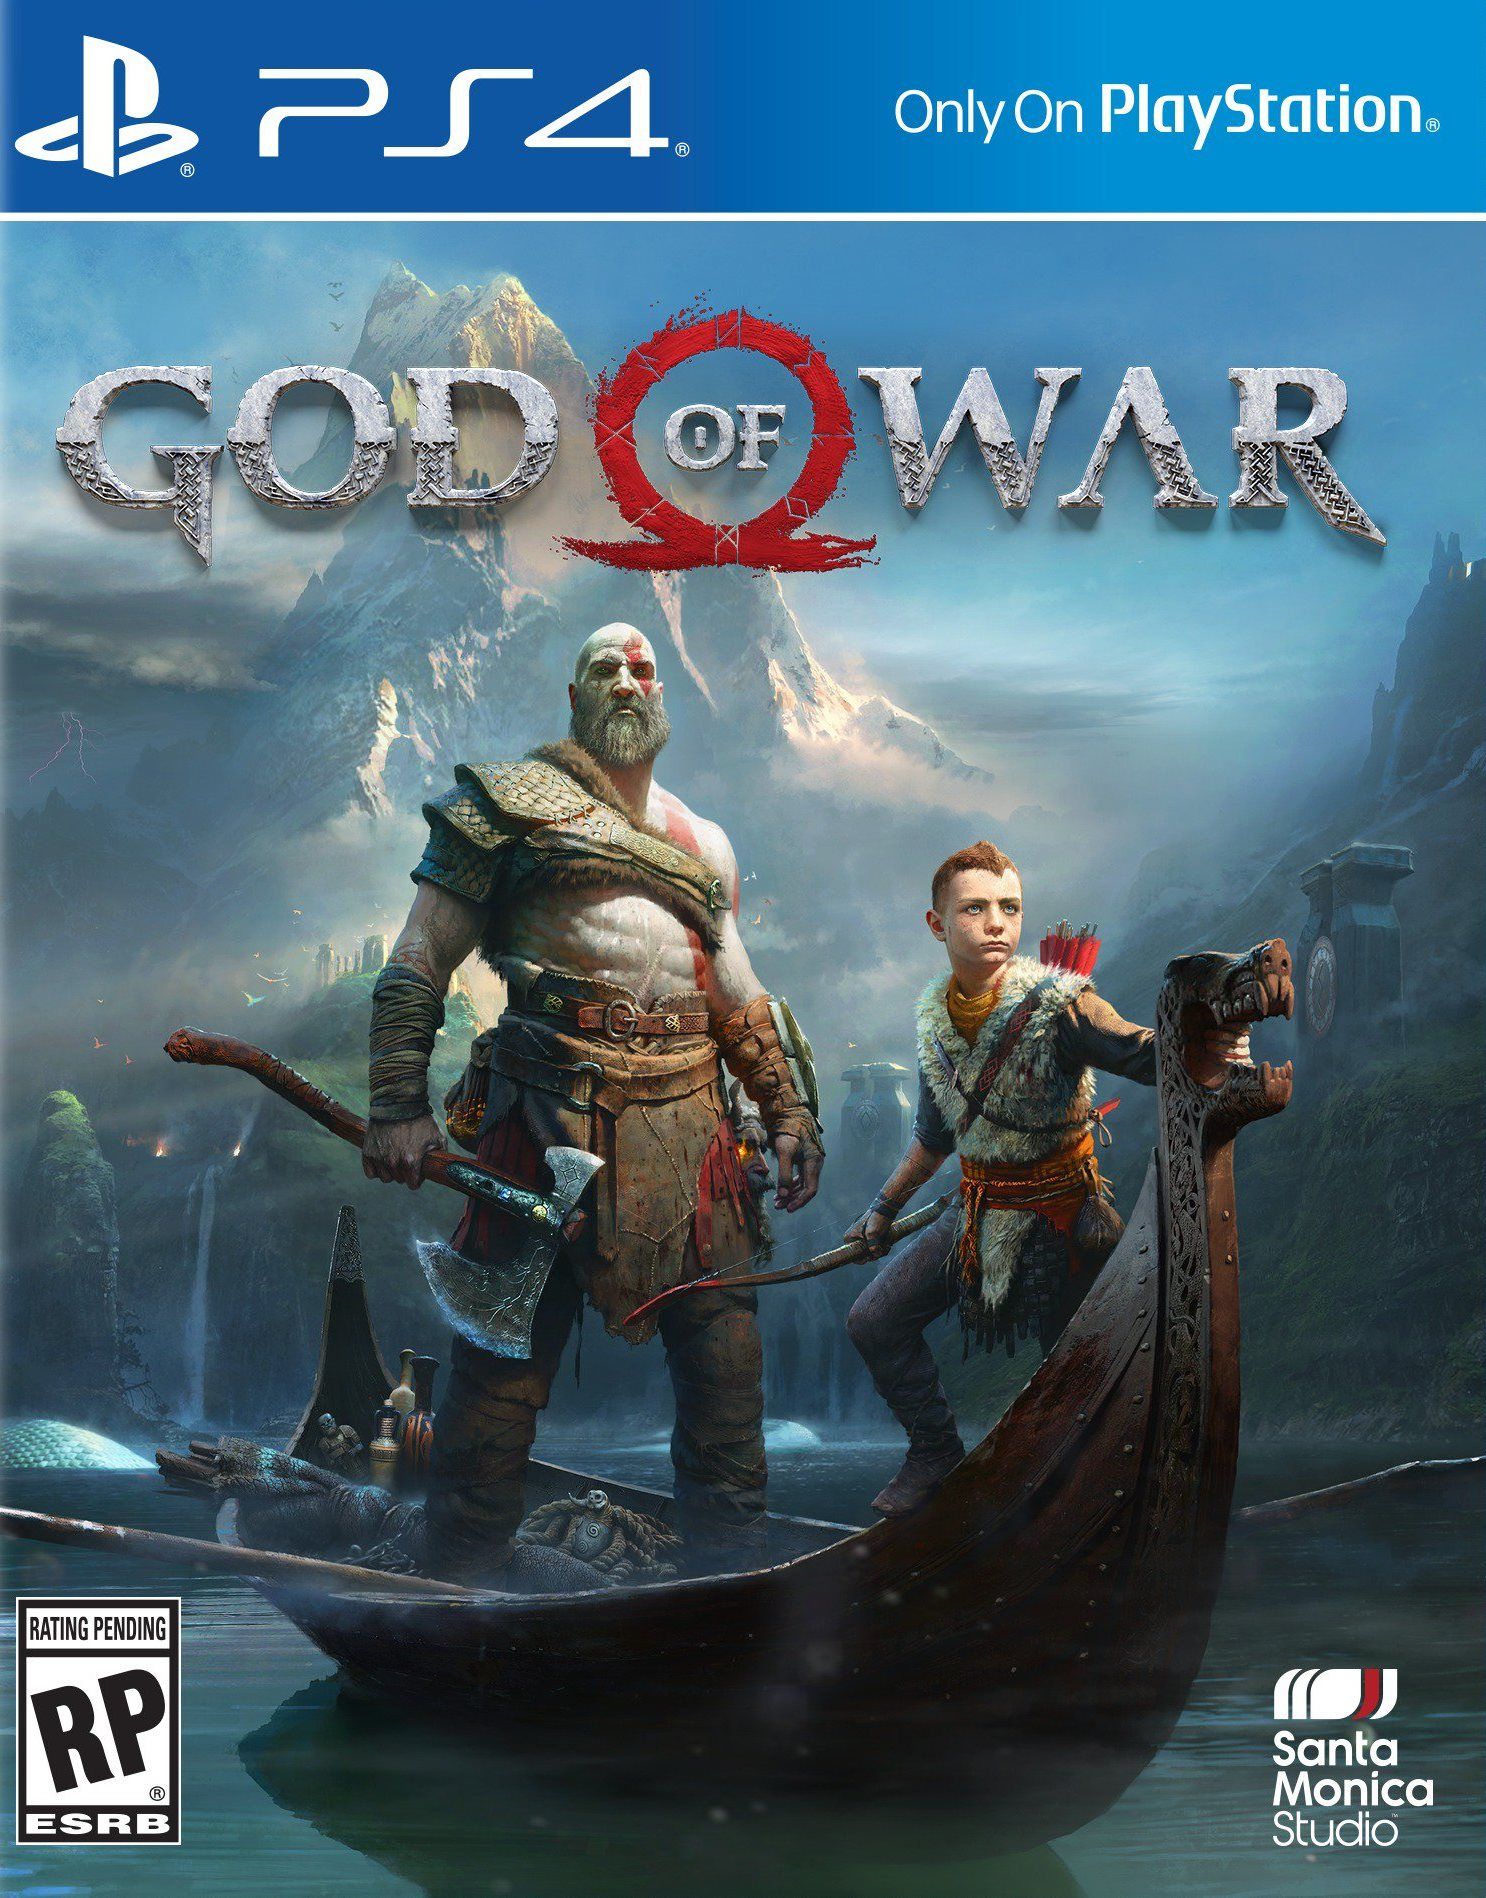 PS4
Only On PlayStation
GOD OF WAR
RATING PENDING
RP
ESRB
Santa
Monica
Studio